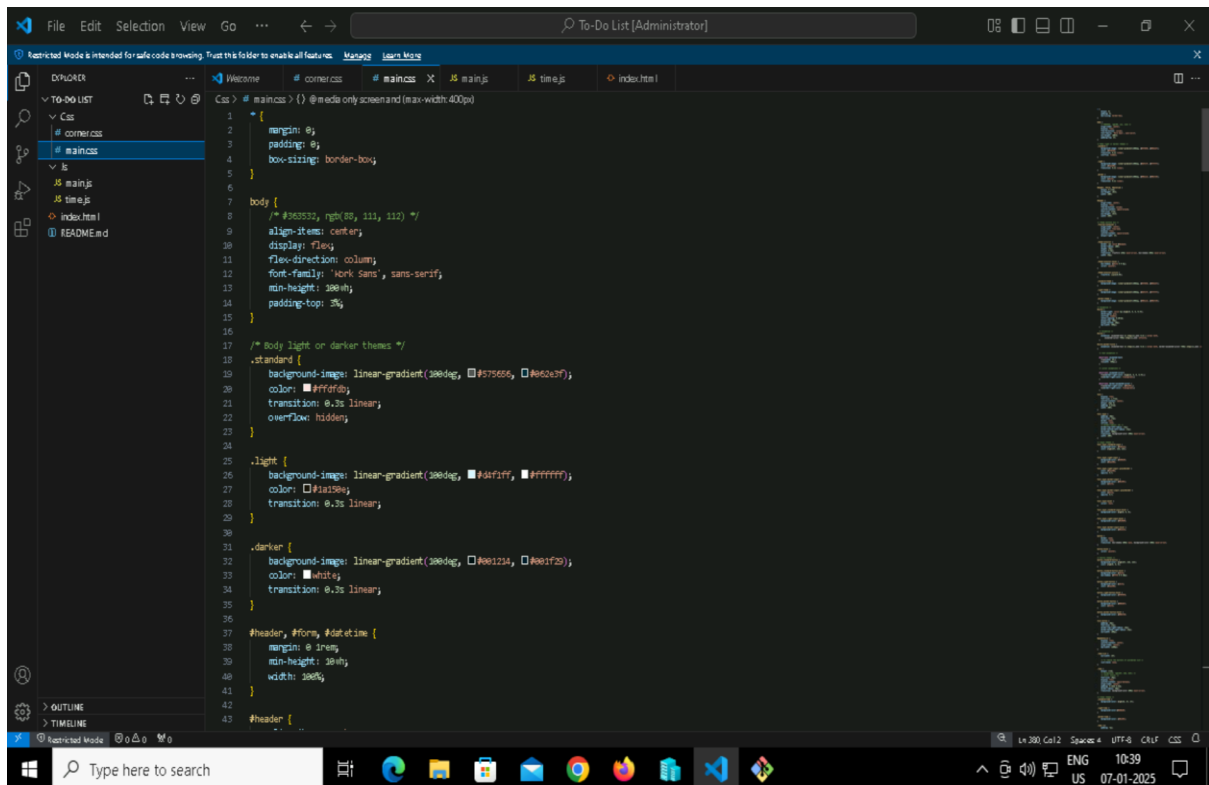 File Edit Selection View Go ··· To-Do List [Administrator]
Restricted Mode is intended for safe code browsing. Trust this folder to enable all features. Manage Learn More
EXPLORER ··· Welcome # corner.css # main.css JS main.js JS time.js index.html
TO-DO LIST
Css > # main.css > {} @media only screen and (max-width: 400px)
Css
# corner.css
# main.css
Js
JS main.js
JS time.js
index.html
README.md
1 * {
2 margin: 0;
3 padding: 0;
4 box-sizing: border-box;
5 }
6
7 body {
8 /* #363532, rgb(88, 111, 112) */
9 align-items: center;
10 display: flex;
11 flex-direction: column;
12 font-family: 'Work Sans', sans-serif;
13 min-height: 100vh;
14 padding-top: 3%;
15 }
16
17 /* Body light or darker themes */
18 .standard {
19 background-image: linear-gradient(100deg, #575656, #062e3f);
20 color: #ffdfdb;
21 transition: 0.3s linear;
22 overflow: hidden;
23 }
24
25 .light {
26 background-image: linear-gradient(100deg, #d4f1ff, #ffffff);
27 color: #1a150e;
28 transition: 0.3s linear;
29 }
30
31 .darker {
32 background-image: linear-gradient(100deg, #001214, #001f29);
33 color: white;
34 transition: 0.3s linear;
35 }
36
37 #header, #form, #datetime {
38 margin: 0 1rem;
39 min-height: 10vh;
40 width: 100%;
41 }
42
43 #header {
OUTLINE
TIMELINE
Restricted Mode 0 0 0 Ln 380, Col 2 Spaces: 4 UTF-8 CRLF CSS
Type here to search
ENG
US
10:39
07-01-2025